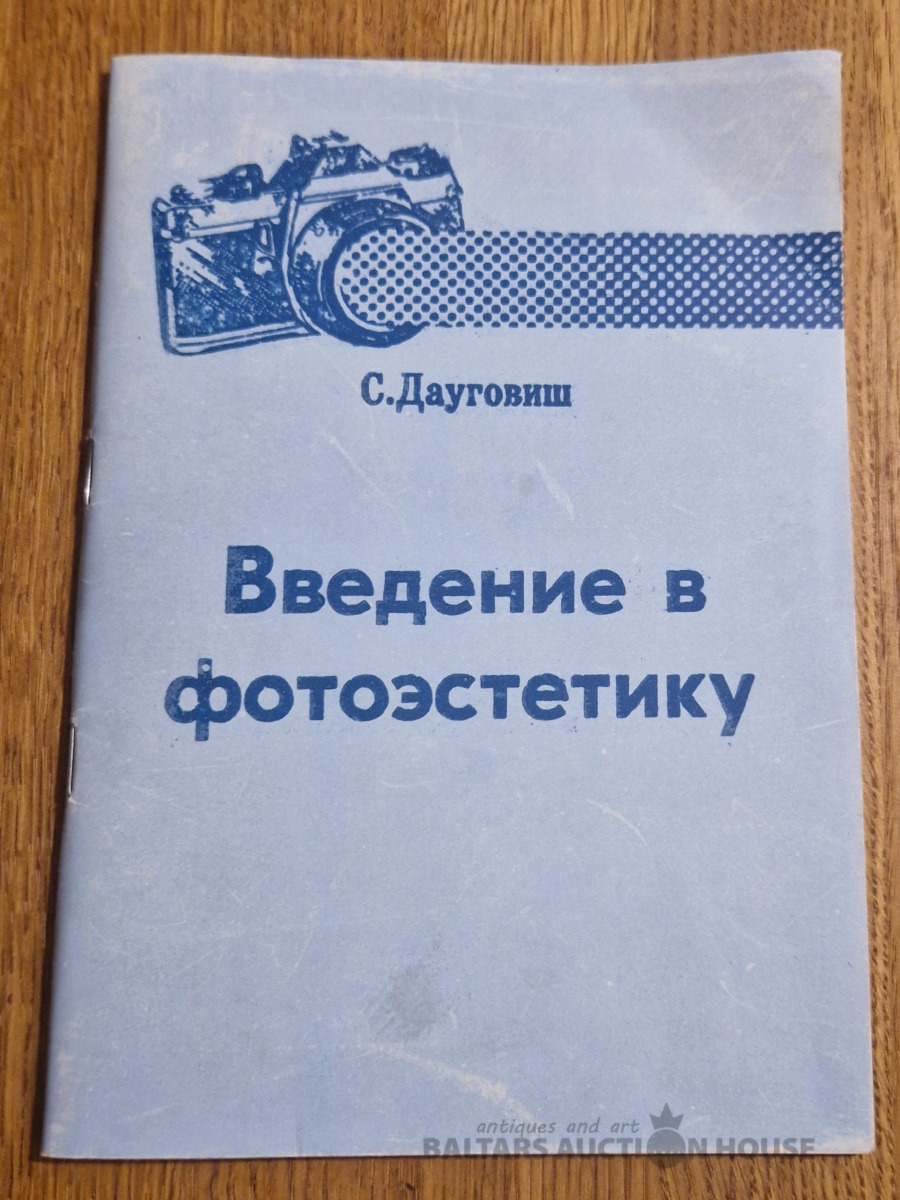 С.Дауговиш
Введение в
фотоэстетику
antiques and art
BALTARS AUCTION HOUSE